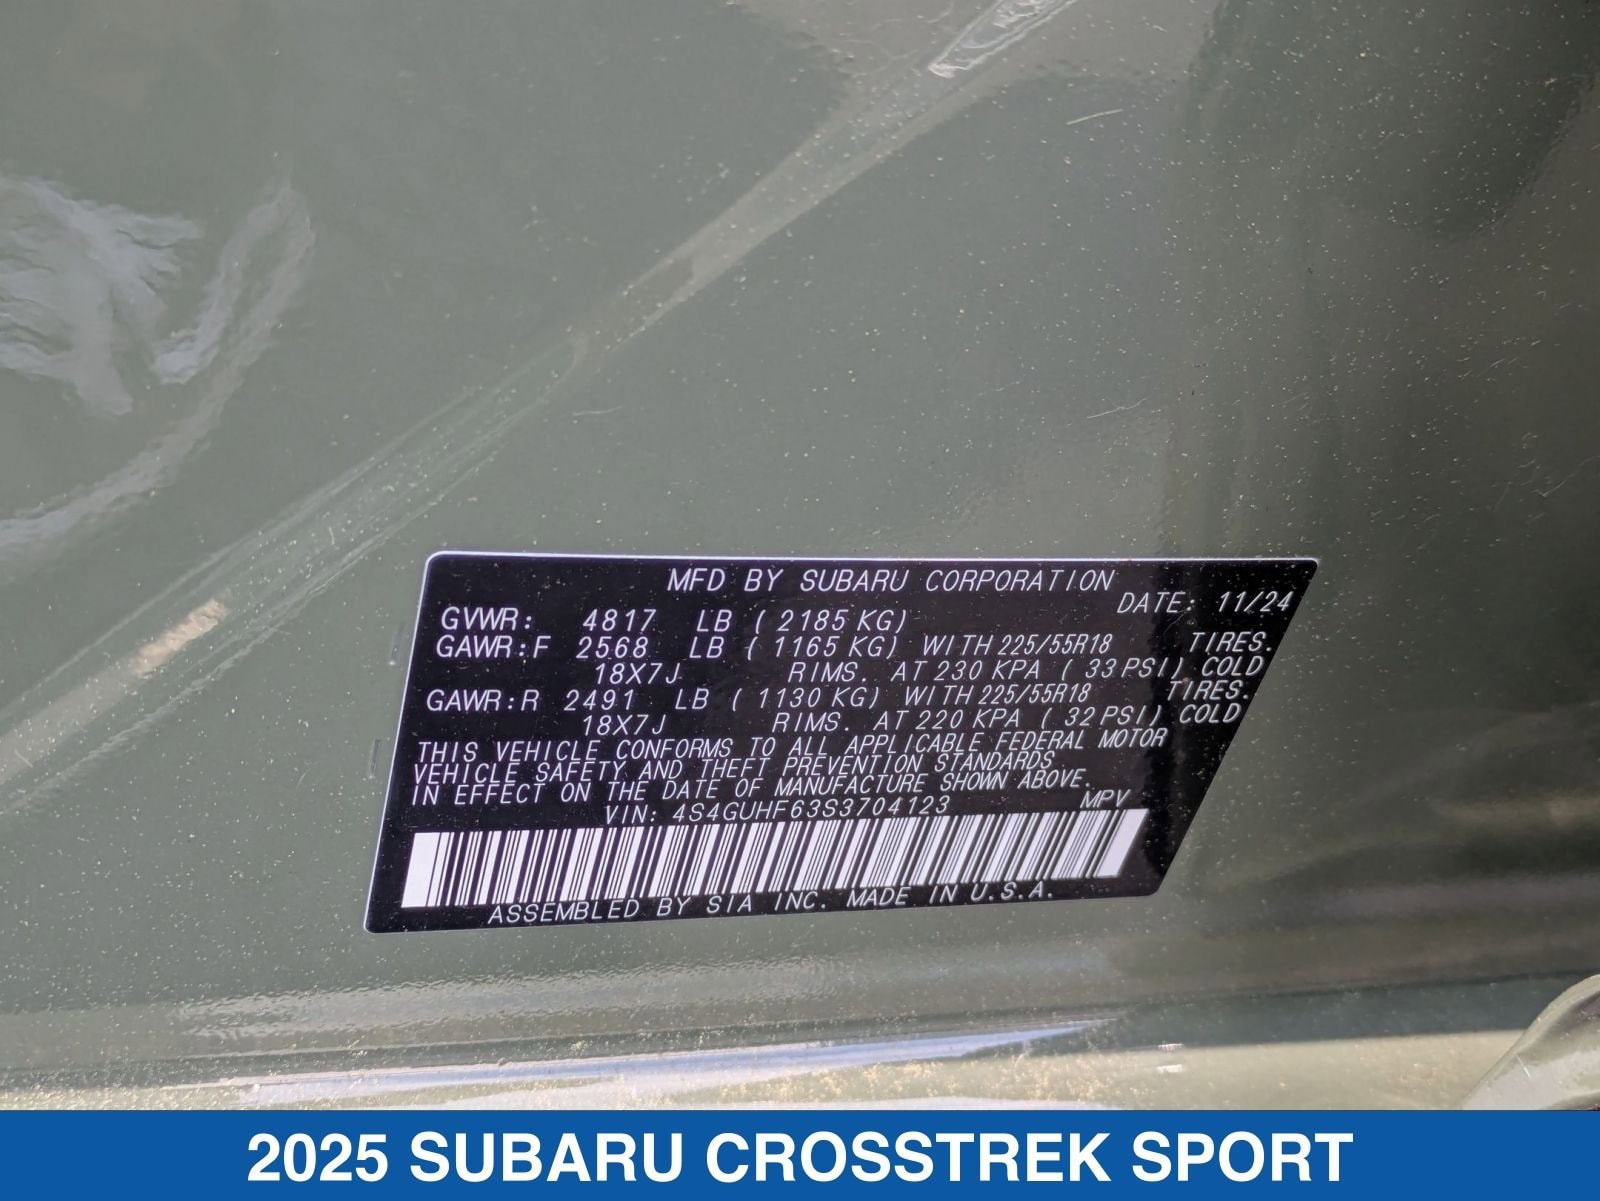 MFD BY SUBARU CORPORATION
DATE: 11/24
GVWR: 4817 LB ( 2185 KG)
GAWR:F 2568 LB ( 1165 KG) WITH 225/55R18 TIRES.
18X7J RIMS. AT 230 KPA ( 33 PSI) COLD
GAWR:R 2491 LB ( 1130 KG) WITH 225/55R18 TIRES.
18X7J RIMS. AT 220 KPA ( 32 PSI) COLD
THIS VEHICLE CONFORMS TO ALL APPLICABLE FEDERAL MOTOR
VEHICLE SAFETY AND THEFT PREVENTION STANDARDS
IN EFFECT ON THE DATE OF MANUFACTURE SHOWN ABOVE.
VIN: 4S4GUHF63S3704123 MPV
ASSEMBLED BY SIA INC. MADE IN U.S.A.
2025 SUBARU CROSSTREK SPORT